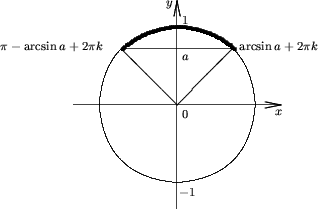 y
1
π − arcsin a + 2πk
arcsin a + 2πk
a
0
x
−1